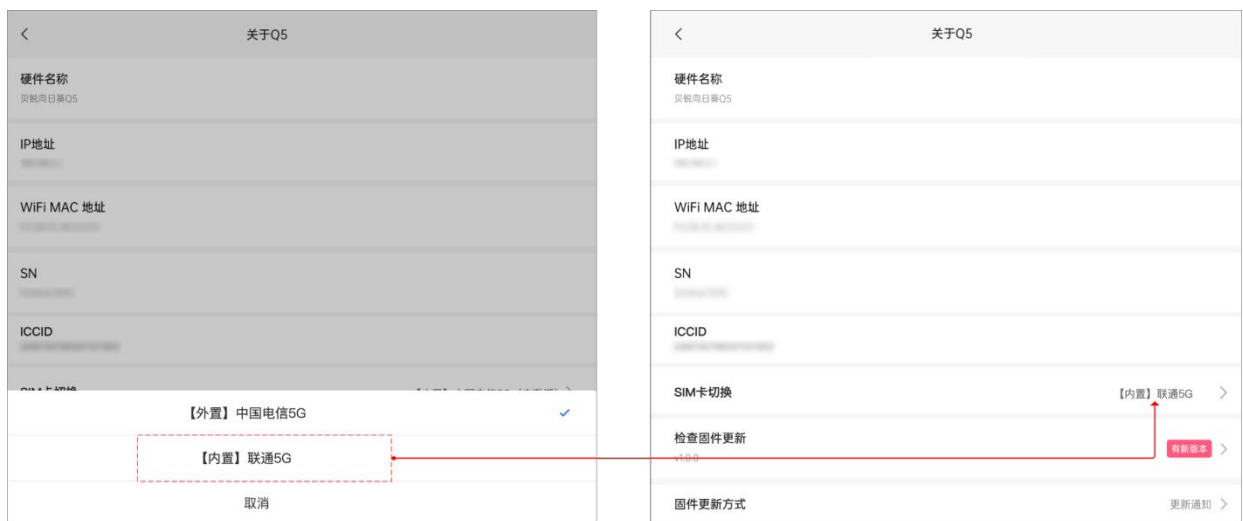 关于Q5
硬件名称
贝锐向日葵Q5
IP地址
WiFi MAC 地址
SN
ICCID
【外置】中国电信5G
【内置】联通5G
取消
关于Q5
硬件名称
贝锐向日葵Q5
IP地址
WiFi MAC 地址
SN
ICCID
SIM卡切换
【内置】联通5G
检查固件更新
v1.0.0
有新版本
固件更新方式
更新通知